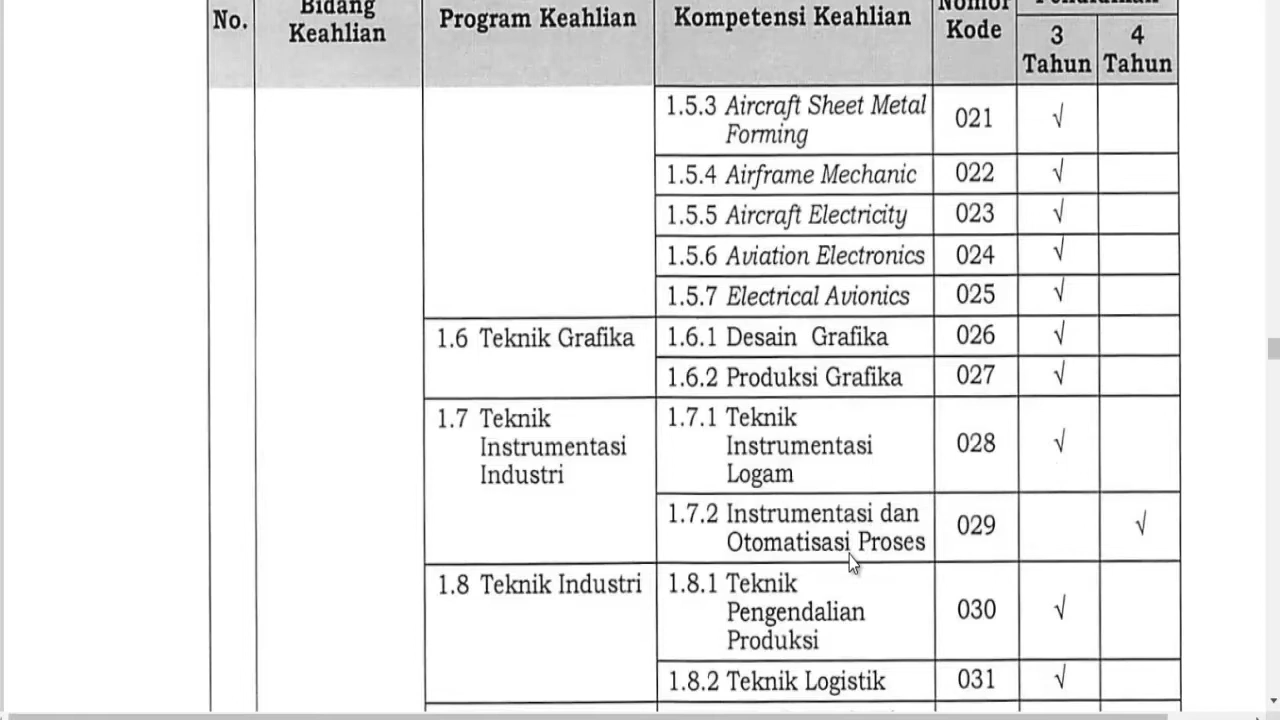 No.
Bidang
Keahlian
Program Keahlian
Kompetensi Keahlian
Nomor
Kode
3
Tahun
4
Tahun
1.5.3 Aircraft Sheet Metal
Forming
021
√
1.5.4 Airframe Mechanic
022
√
1.5.5 Aircraft Electricity
023
√
1.5.6 Aviation Electronics
024
√
1.5.7 Electrical Avionics
025
√
1.6 Teknik Grafika
1.6.1 Desain Grafika
026
√
1.6.2 Produksi Grafika
027
√
1.7 Teknik
Instrumentasi
Industri
1.7.1 Teknik
Instrumentasi
Logam
028
√
1.7.2 Instrumentasi dan
Otomatisasi Proses
029
√
1.8 Teknik Industri
1.8.1 Teknik
Pengendalian
Produksi
030
√
1.8.2 Teknik Logistik
031
√